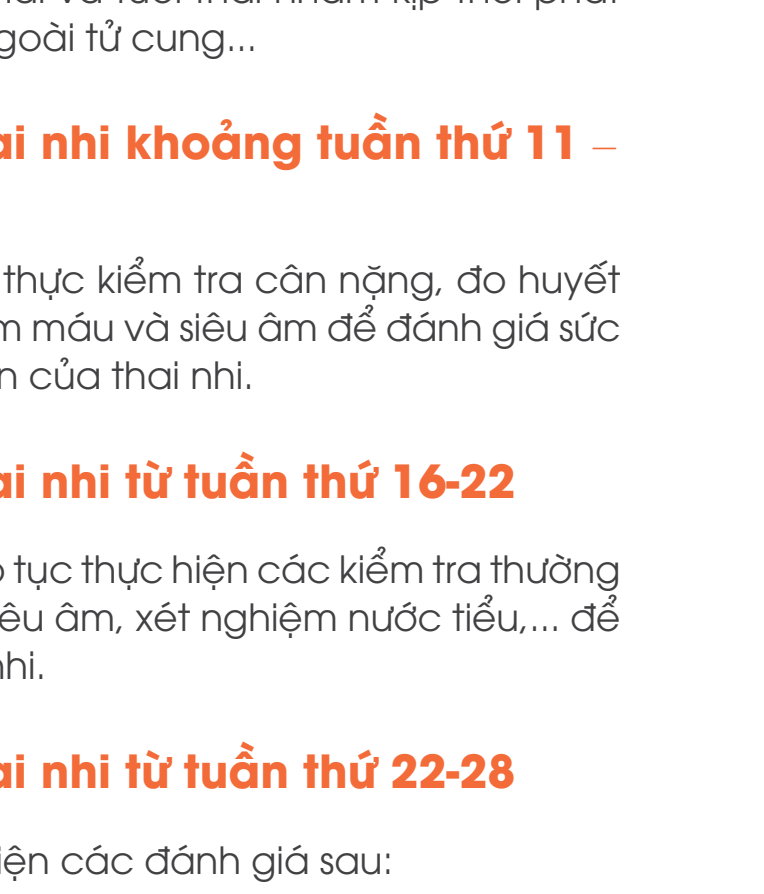 goài tử cung...
ai nhi khoảng tuần thứ 11 –
thực kiểm tra cân nặng, đo huyết
m máu và siêu âm để đánh giá sức
n của thai nhi.
ai nhi từ tuần thứ 16-22
tục thực hiện các kiểm tra thường
êu âm, xét nghiệm nước tiểu,... để
nhi.
ai nhi từ tuần thứ 22-28
iện các đánh giá sau: